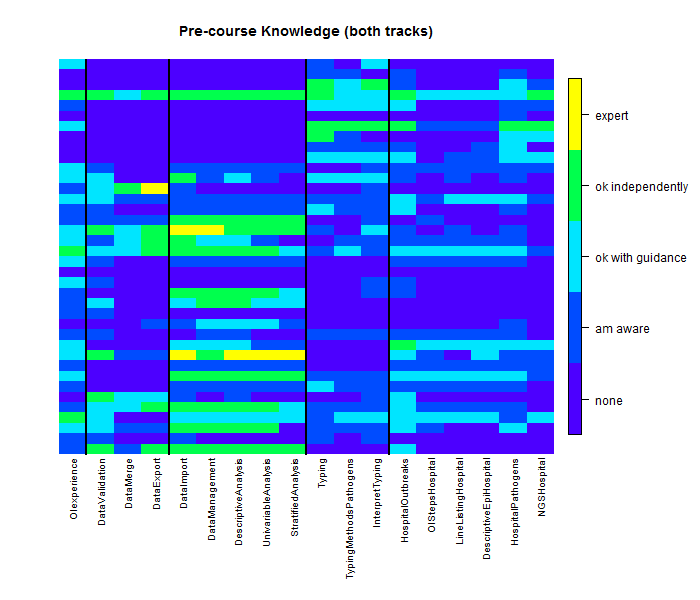 Pre-course Knowledge (both tracks)
expert
ok independently
ok with guidance
am aware
none
OIexperience
DataValidation
DataMerge
DataExport
DataImport
DataManagement
DescriptiveAnalysis
UnivariableAnalysis
StratifiedAnalysis
Typing
TypingMethodsPathogens
InterpretTyping
HospitalOutbreaks
OIStepsHospital
LineListingHospital
DescriptiveEpiHospital
HospitalPathogens
NGSHospital